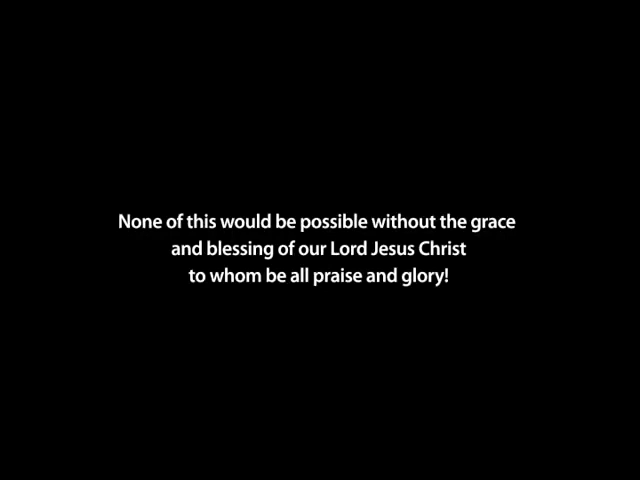 None of this would be possible without the grace
and blessing of our Lord Jesus Christ
to whom be all praise and glory!